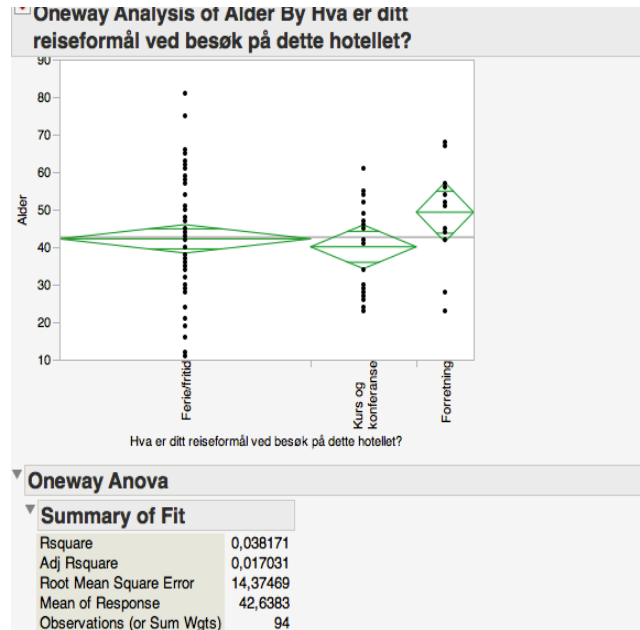 Oneway Analysis of Alder By Hva er ditt
reiseformål ved besøk på dette hotellet?
90
80
70
60
50
40
30
20
10
Alder
Ferie/fritid
Kurs og
konferanse
Forretning
Hva er ditt reiseformål ved besøk på dette hotellet?
Oneway Anova
Summary of Fit
Rsquare 0,038171
Adj Rsquare 0,017031
Root Mean Square Error 14,37469
Mean of Response 42,6383
Observations (or Sum Wgts) 94